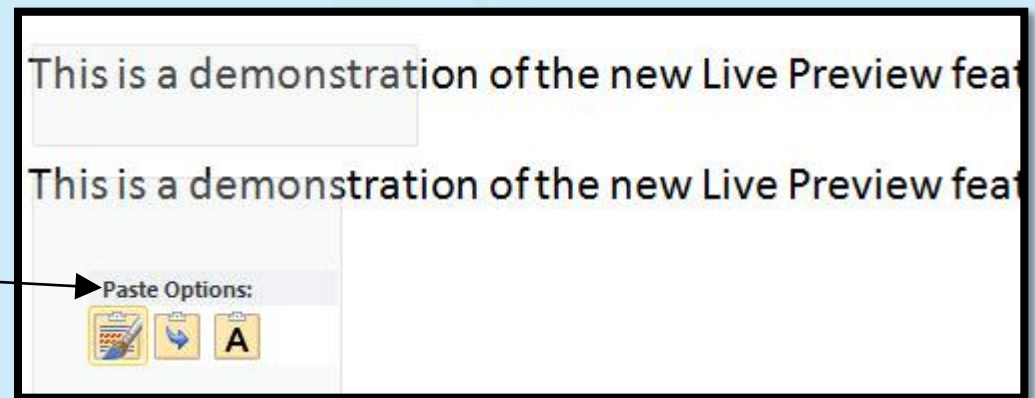 This is a demonstration of the new Live Preview feat
This is a demonstration of the new Live Preview feat
Paste Options:
A